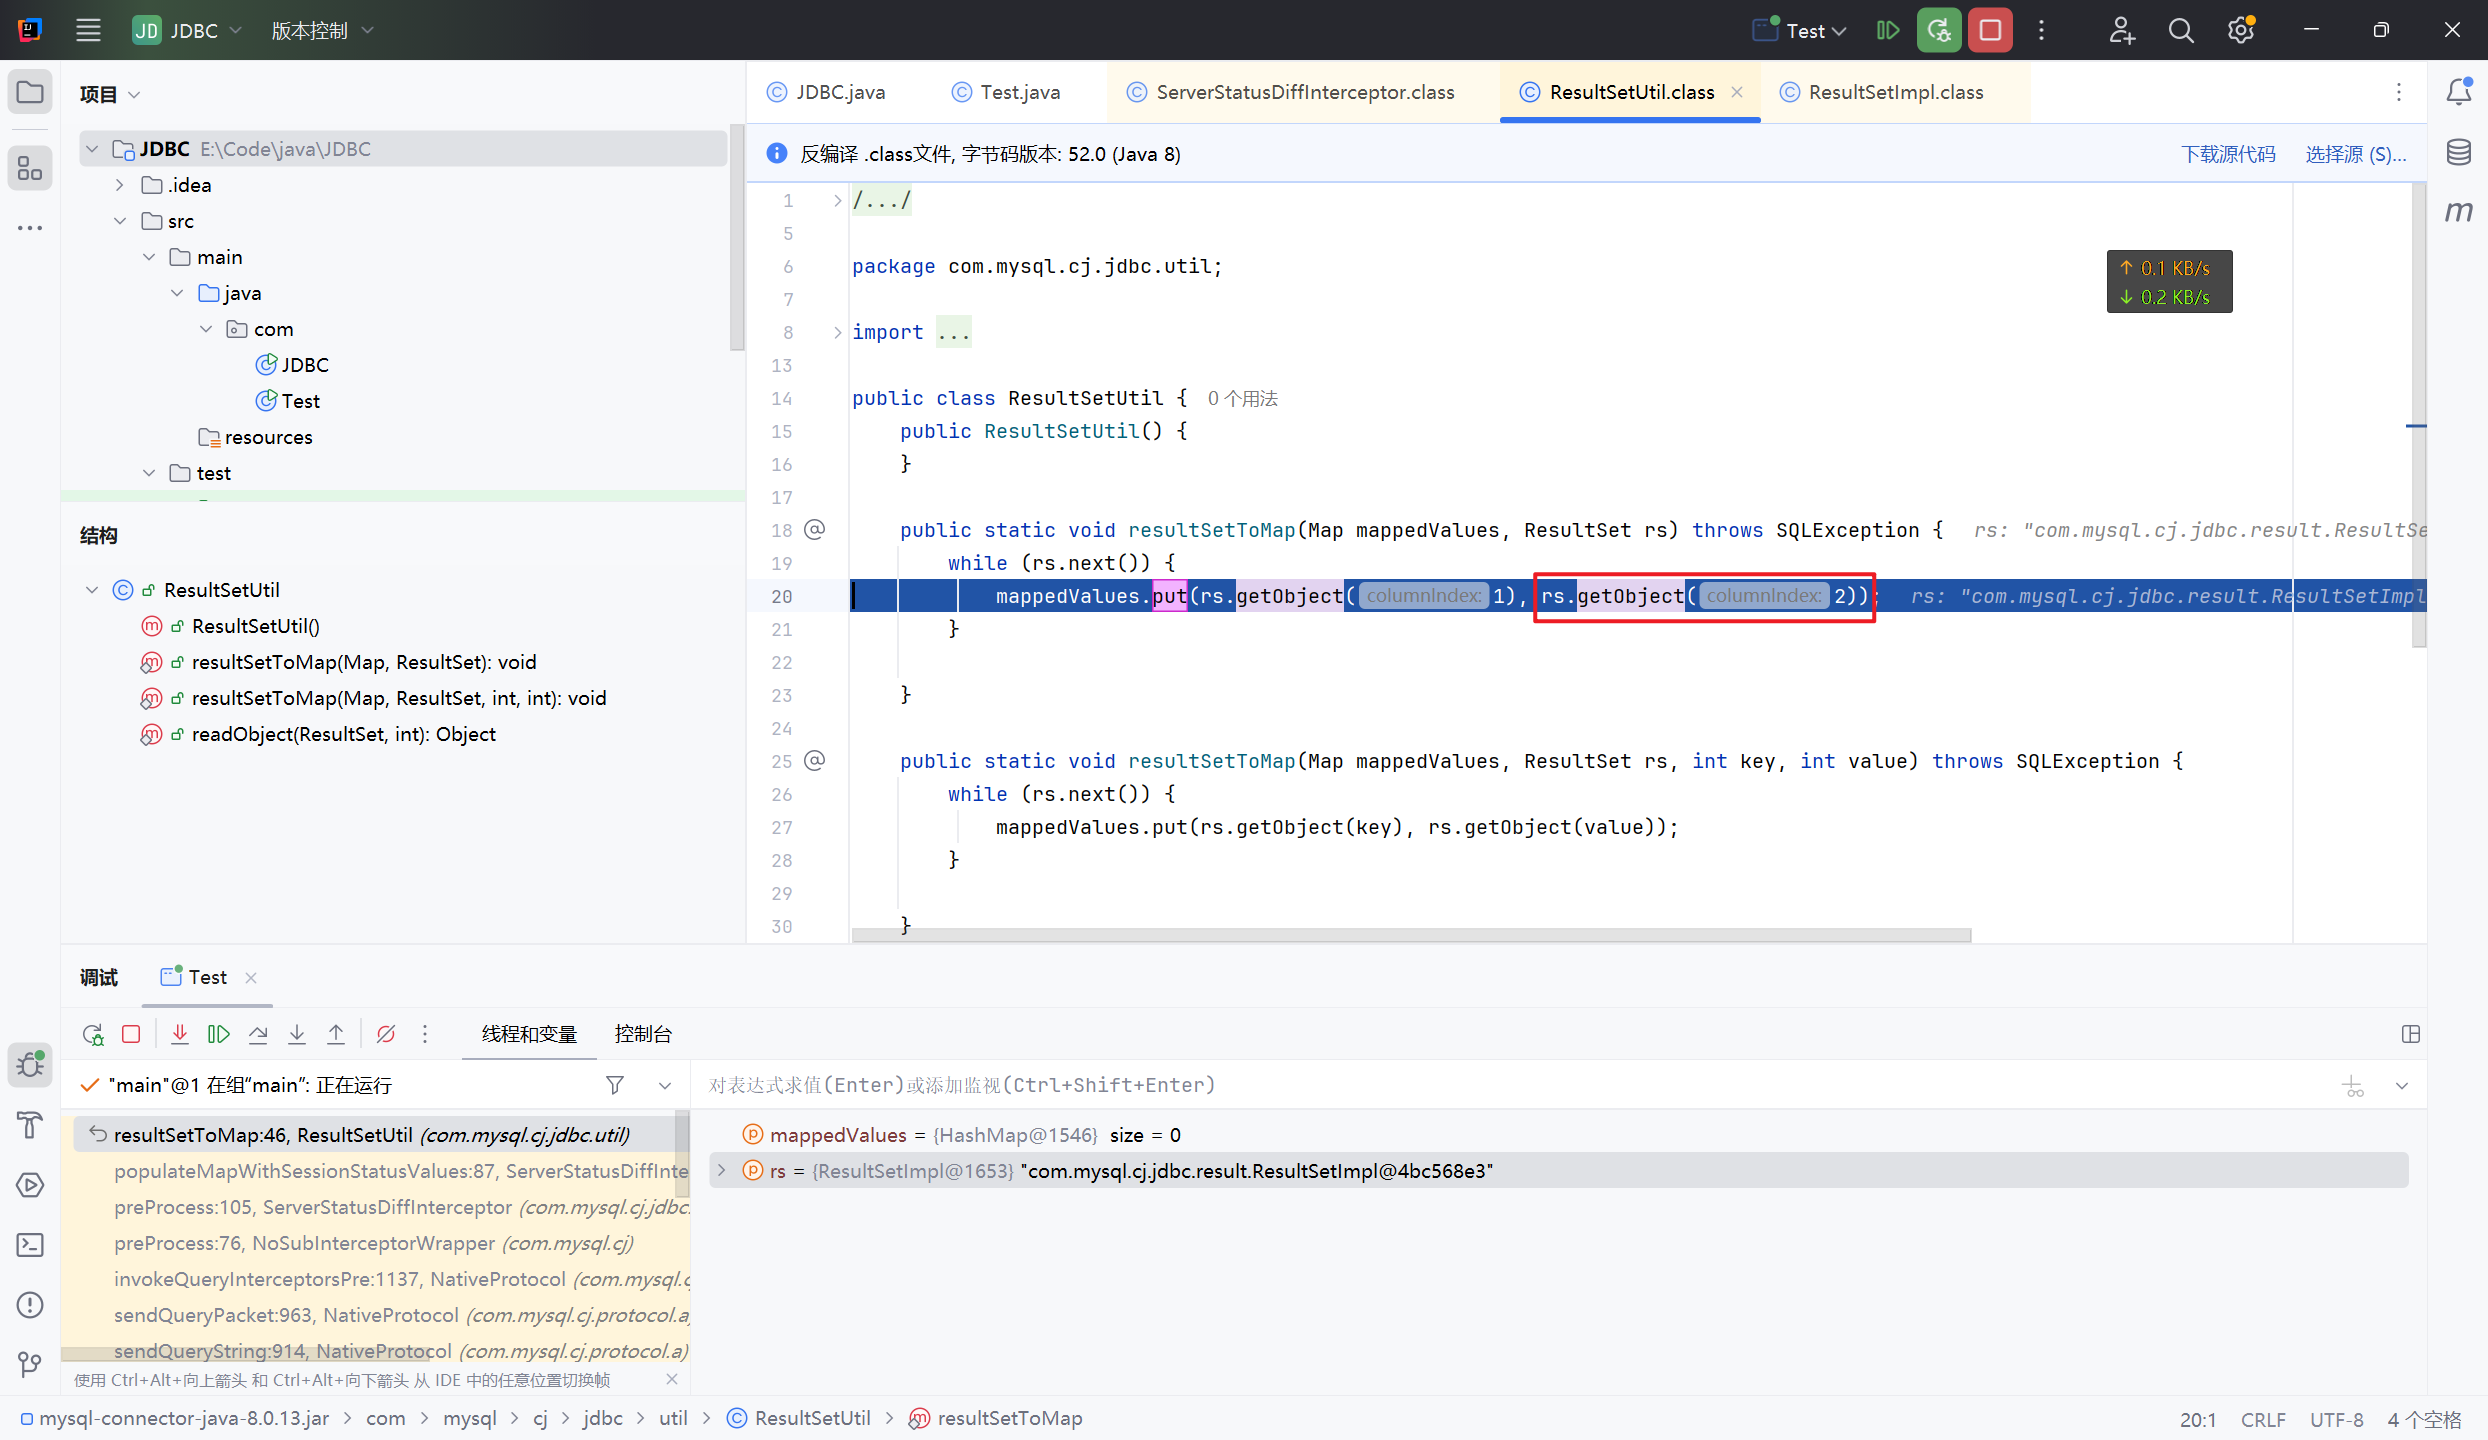 JD JDBC 版本控制 Test
项目
JDBC E:\Code\java\JDBC
.idea
src
main
java
com
JDBC
Test
resources
test
结构
ResultSetUtil
ResultSetUtil()
resultSetToMap(Map, ResultSet): void
resultSetToMap(Map, ResultSet, int, int): void
readObject(ResultSet, int): Object
JDBC.java Test.java ServerStatusDiffInterceptor.class ResultSetUtil.class ResultSetImpl.class
反编译 .class文件, 字节码版本: 52.0 (Java 8) 下载源代码 选择源 (S)...
1 /.../
5
6 package com.mysql.cj.jdbc.util;
7
8 import ...
13
14 public class ResultSetUtil { 0 个用法
15 public ResultSetUtil() {
16 }
17
18 public static void resultSetToMap(Map mappedValues, ResultSet rs) throws SQLException { rs: "com.mysql.cj.jdbc.result.ResultSe
19 while (rs.next()) {
20 mappedValues.put(rs.getObject( columnIndex: 1), rs.getObject( columnIndex: 2)); rs: "com.mysql.cj.jdbc.result.ResultSetImpl
21 }
22
23 }
24
25 public static void resultSetToMap(Map mappedValues, ResultSet rs, int key, int value) throws SQLException {
26 while (rs.next()) {
27 mappedValues.put(rs.getObject(key), rs.getObject(value));
28 }
29
30 }
↑ 0.1 KB/s
↓ 0.2 KB/s
调试 Test
线程和变量 控制台
"main"@1 在组"main": 正在运行
对表达式求值(Enter)或添加监视(Ctrl+Shift+Enter)
resultSetToMap:46, ResultSetUtil (com.mysql.cj.jdbc.util)
populateMapWithSessionStatusValues:87, ServerStatusDiffInte
preProcess:105, ServerStatusDiffInterceptor (com.mysql.cj.jdbc.
preProcess:76, NoSubInterceptorWrapper (com.mysql.cj)
invokeQueryInterceptorsPre:1137, NativeProtocol (com.mysql.c
sendQueryPacket:963, NativeProtocol (com.mysql.cj.protocol.a)
sendQueryString:914, NativeProtocol (com.mysql.cj.protocol.a)
使用 Ctrl+Alt+向上箭头 和 Ctrl+Alt+向下箭头 从 IDE 中的任意位置切换帧
mappedValues = {HashMap@1546} size = 0
rs = {ResultSetImpl@1653} "com.mysql.cj.jdbc.result.ResultSetImpl@4bc568e3"
mysql-connector-java-8.0.13.jar > com > mysql > cj > jdbc > util > ResultSetUtil > resultSetToMap
20:1 CRLF UTF-8 4 个空格